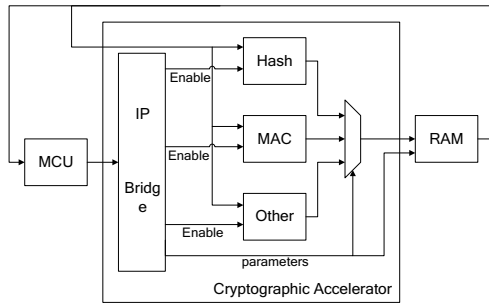 Hash
Enable
IP
MAC
RAM
MCU
Enable
Bridg
e
Other
Enable
parameters
Cryptographic Accelerator